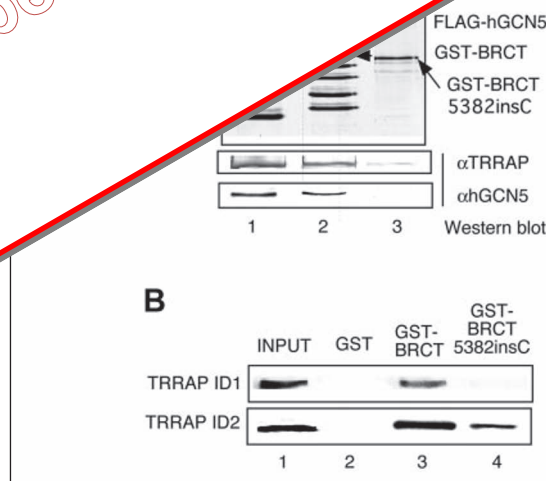 FLAG-hGCN5
GST-BRCT
GST-BRCT
5382insC
αTRRAP
αhGCN5
1 2 3 Western blot
B
INPUT GST GST-BRCT GST-BRCT 5382insC
TRRAP ID1
TRRAP ID2
1 2 3 4